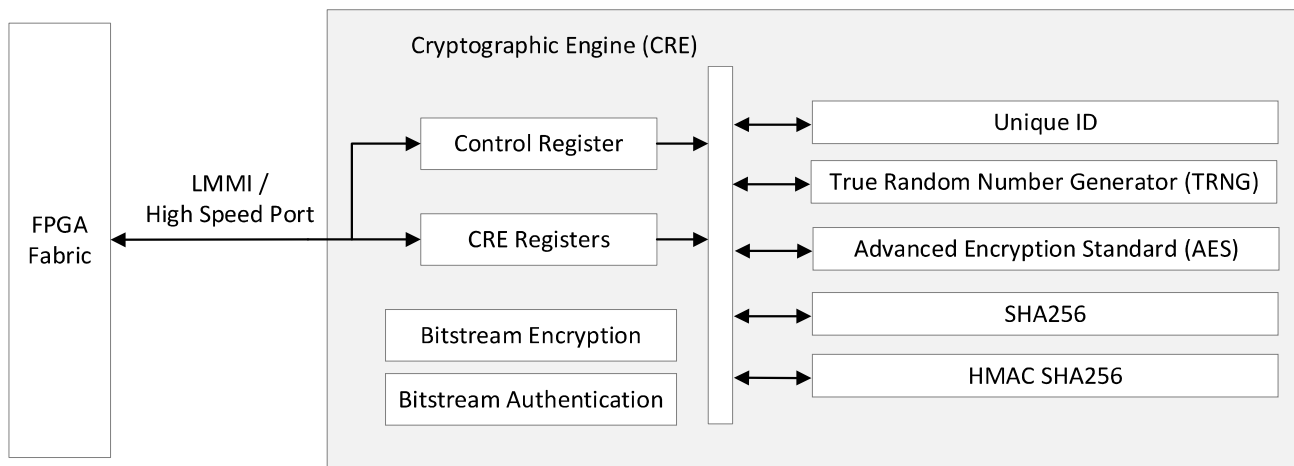 Cryptographic Engine (CRE)
FPGA
Fabric
LMMI /
High Speed Port
Control Register
CRE Registers
Bitstream Encryption
Bitstream Authentication
Unique ID
True Random Number Generator (TRNG)
Advanced Encryption Standard (AES)
SHA256
HMAC SHA256